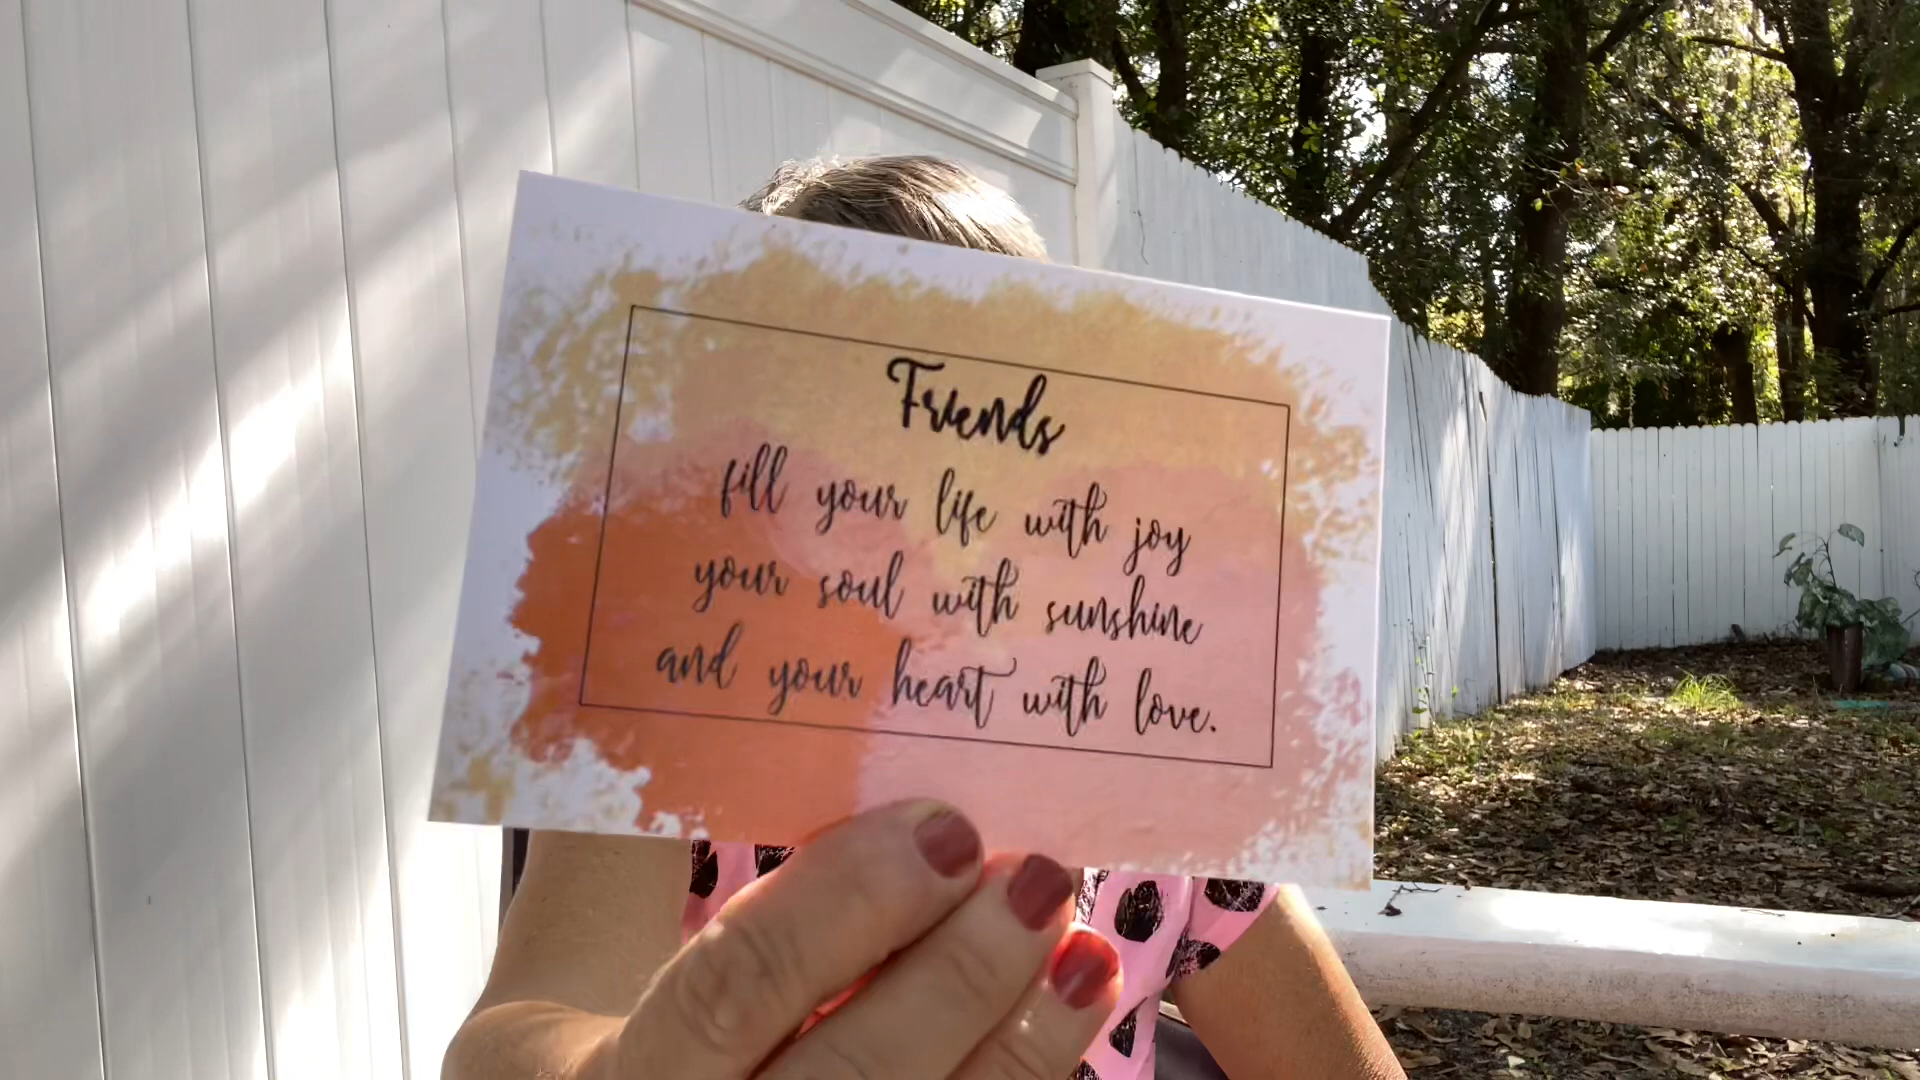 Friends
fill your life with joy
your soul with sunshine
and your heart with love.